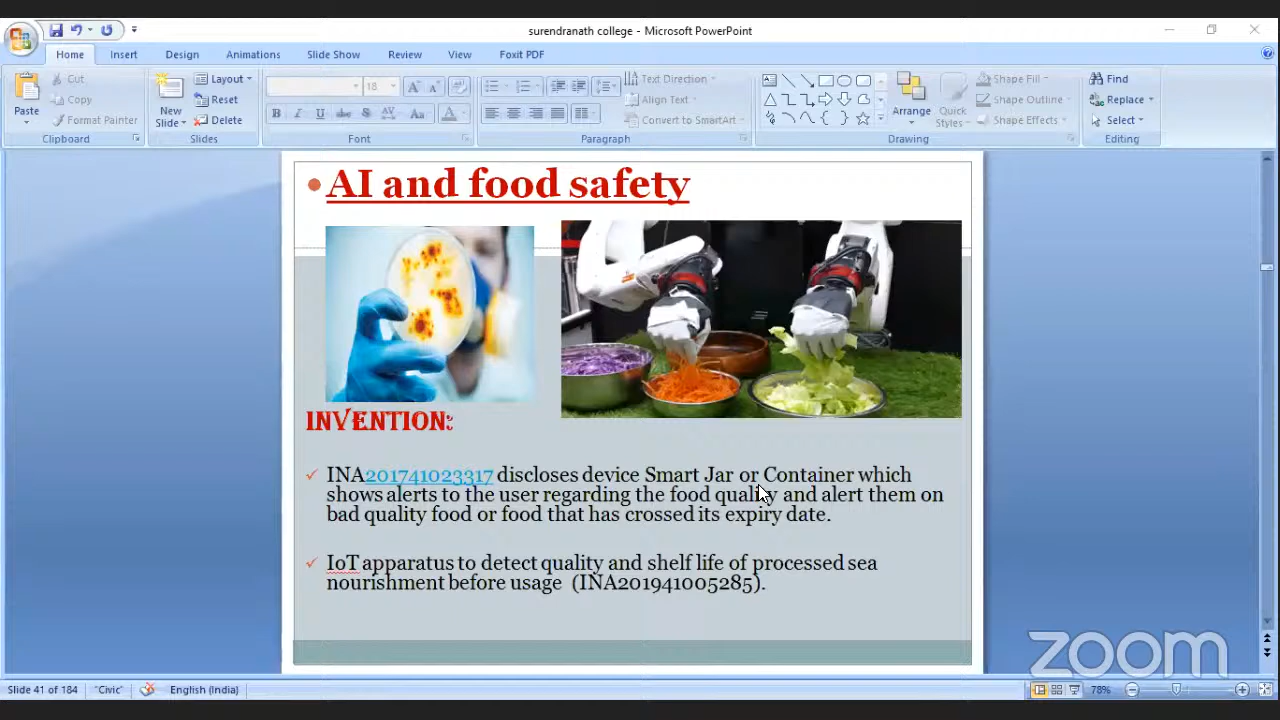 surendranath college - Microsoft PowerPoint
Home Insert Design Animations Slide Show Review View Foxit PDF
Paste
Cut
Copy
Format Painter
Clipboard
New Slide
Layout
Reset
Delete
Slides
18
B I U abe S AV Aa A
Font
Text Direction
Align Text
Convert to SmartArt
Paragraph
Arrange
Quick Styles
Shape Fill
Shape Outline
Shape Effects
Drawing
Find
Replace
Select
Editing
AI and food safety
INVENTION:
INA201741023317 discloses device Smart Jar or Container which
shows alerts to the user regarding the food quality and alert them on
bad quality food or food that has crossed its expiry date.
IoT apparatus to detect quality and shelf life of processed sea
nourishment before usage (INA201941005285).
zoom
Slide 41 of 184 "Civic" English (India) 78%